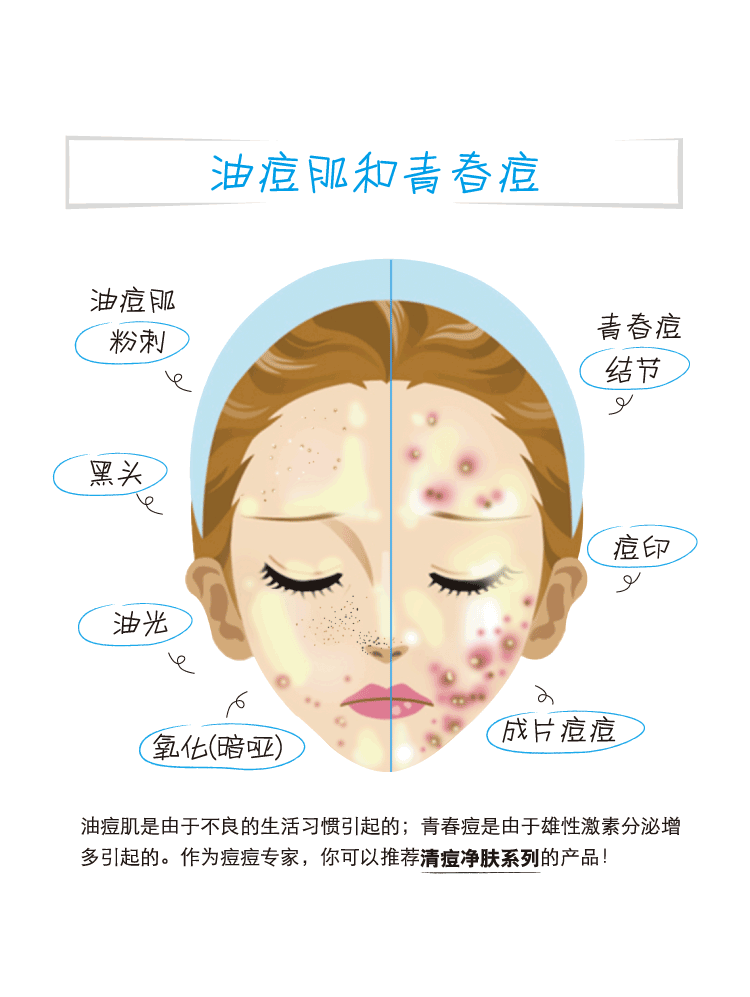 油痘肌和青春痘
油痘肌
粉刺
黑头
油光
氧化(暗哑)
青春痘
结节
痘印
成片痘痘
油痘肌是由于不良的生活习惯引起的；青春痘是由于雄性激素分泌增
多引起的。作为痘痘专家，你可以推荐清痘净肤系列的产品！